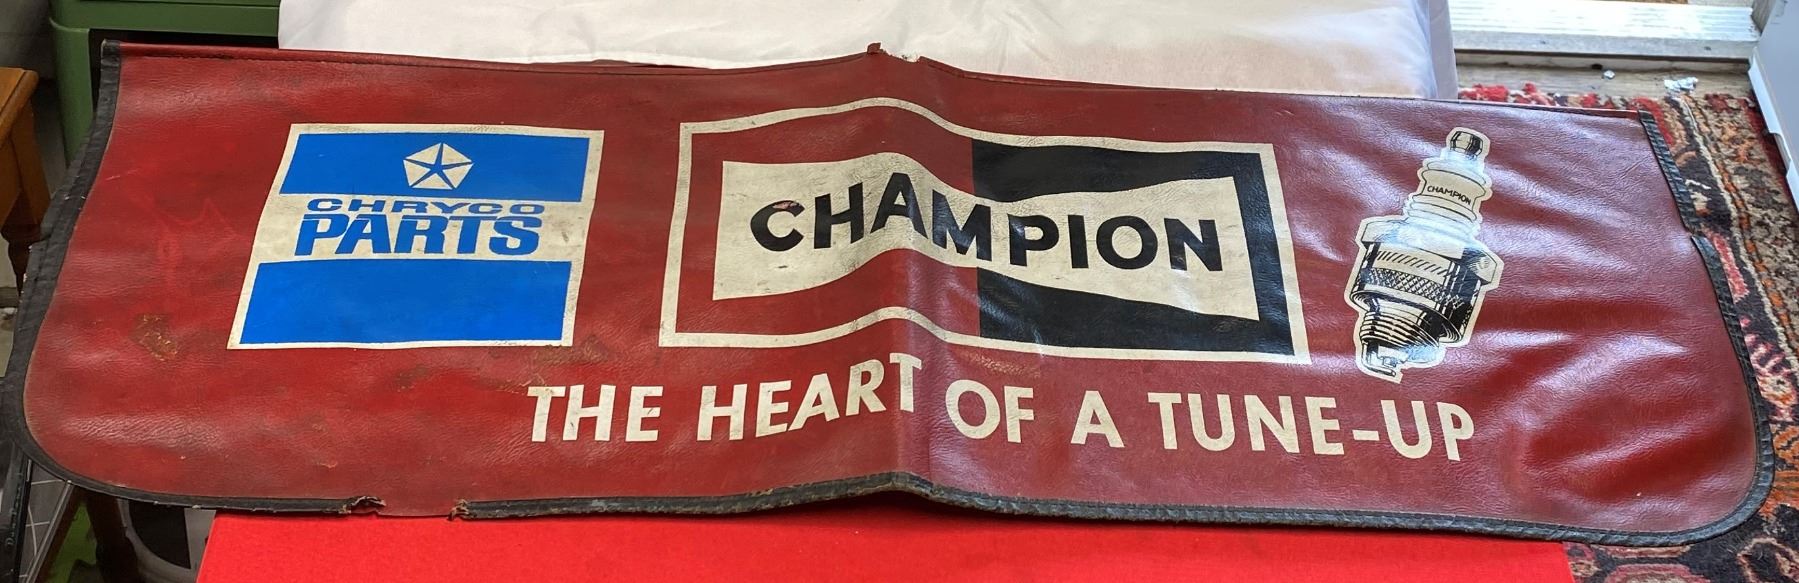 CHRYCO
PARTS
CHAMPION
CHAMPION
THE HEART OF A TUNE-UP